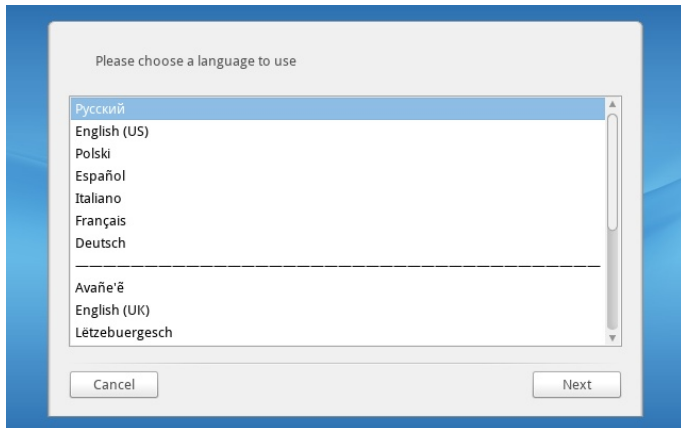 Please choose a language to use
Русский
English (US)
Polski
Español
Italiano
Français
Deutsch
——————————————————————————————————————
Avañe'ẽ
English (UK)
Lëtzebuergesch
Cancel
Next